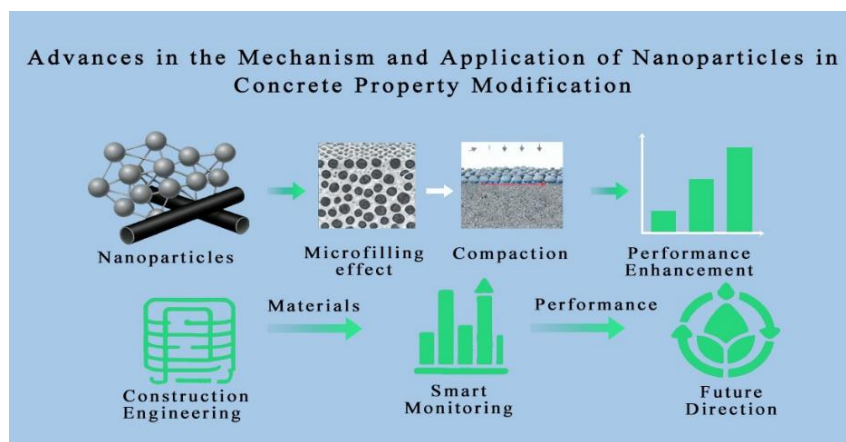 Advances in the Mechanism and Application of Nanoparticles in
Concrete Property Modification
Nanoparticles
Microfilling
effect
Compaction
Performance
Enhancement
Materials
Performance
Construction
Engineering
Smart
Monitoring
Future
Direction